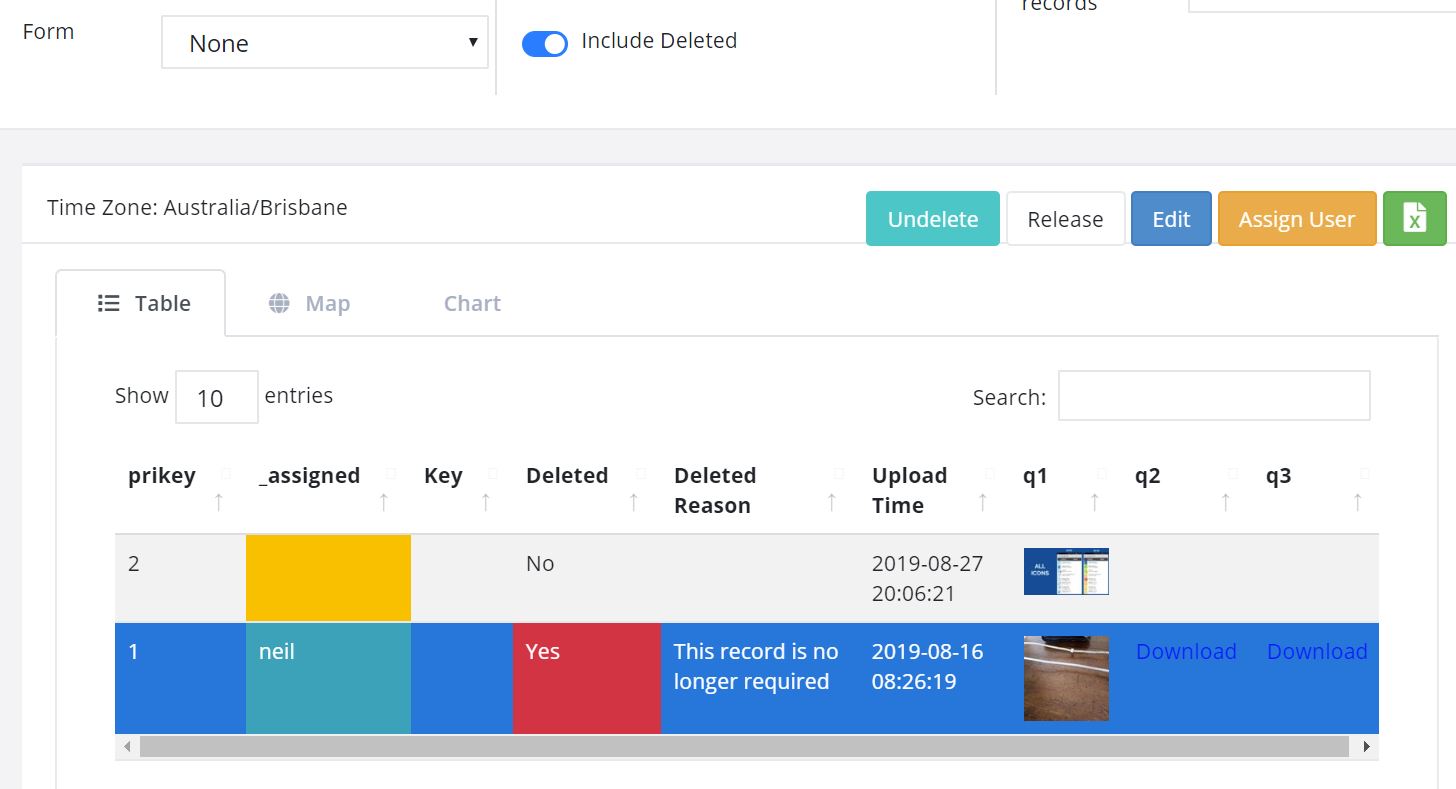 records
Form
None
Include Deleted
Time Zone: Australia/Brisbane
Undelete
Release
Edit
Assign User
Table
Map
Chart
Show 10 entries
Search:
prikey _assigned Key Deleted Deleted Reason Upload Time q1 q2 q3
2 No 2019-08-27 20:06:21 ALL ICONS
1 neil Yes This record is no longer required 2019-08-16 08:26:19 Download Download